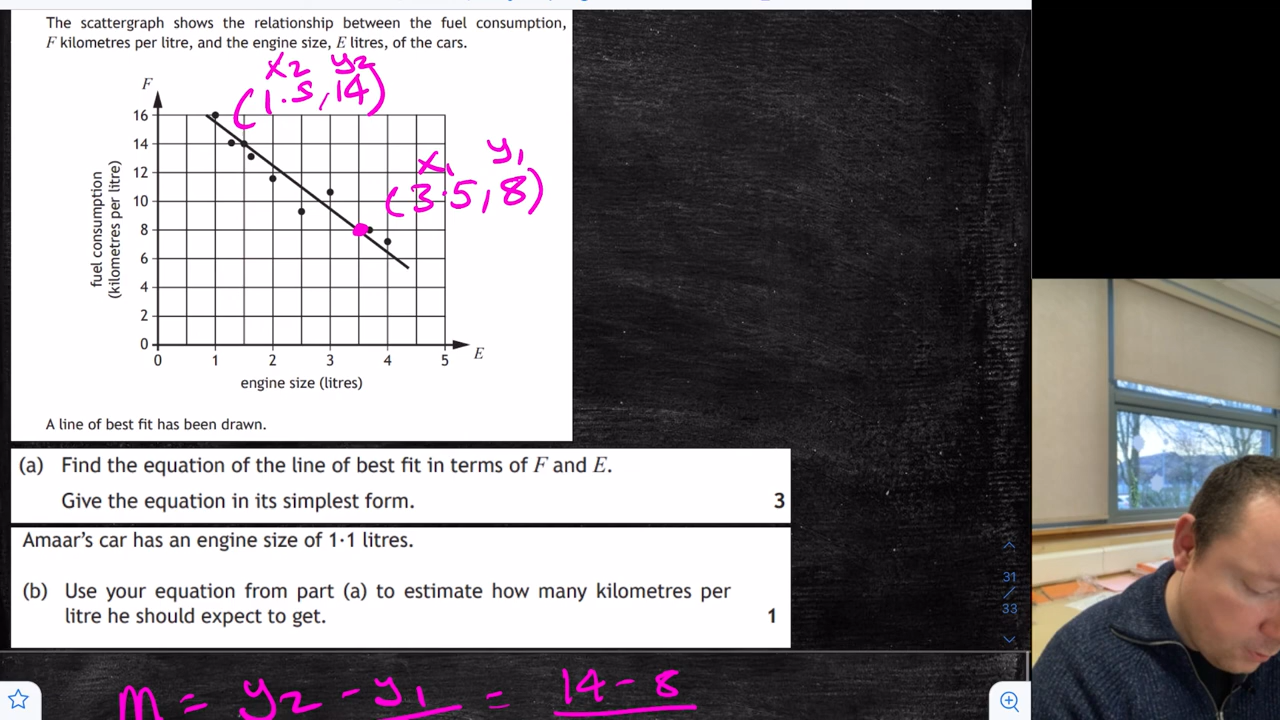 The scattergraph shows the relationship between the fuel consumption,
F kilometres per litre, and the engine size, E litres, of the cars.
x2 y2
(1·5, 14)
F
16
14
12
10
8
6
4
2
0
fuel consumption
(kilometres per litre)
x1 y1
(3·5, 8)
0 1 2 3 4 5 E
engine size (litres)
A line of best fit has been drawn.
(a) Find the equation of the line of best fit in terms of F and E.
Give the equation in its simplest form. 3
Amaar's car has an engine size of 1·1 litres.
(b) Use your equation from part (a) to estimate how many kilometres per
litre he should expect to get. 1
31
/
33
m = y2 - y1 = 14 - 8